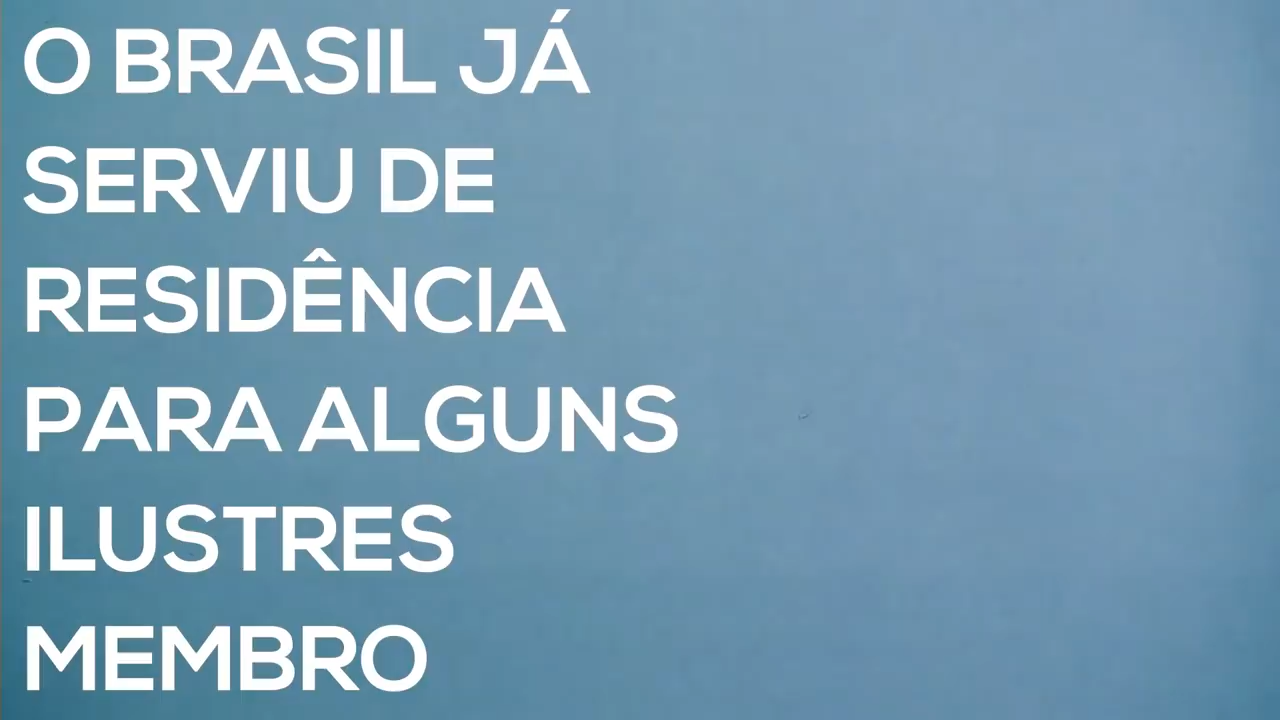 O BRASIL JÁ
SERVIU DE
RESIDÊNCIA
PARA ALGUNS
ILUSTRES
MEMBRO